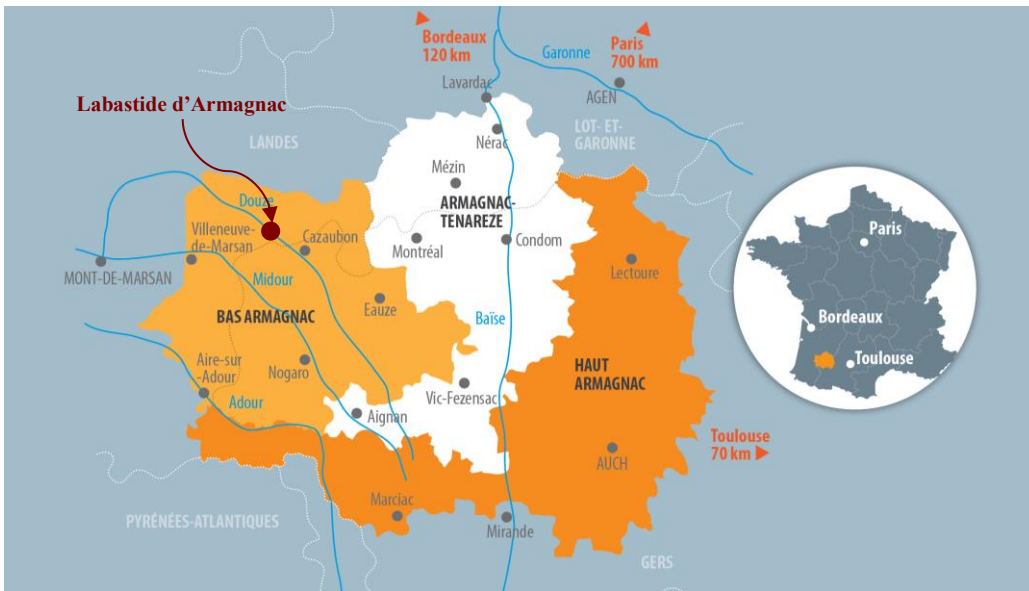 Bordeaux
120 km
Paris
700 km
Garonne
Lavardac
AGEN
Labastide d’Armagnac
LANDES
LOT- ET-
GARONNE
Nérac
Mézin
Douze
ARMAGNAC-
TENAREZE
Villeneuve-
de-Marsan
Cazaubon
Montréal
Condom
MONT-DE-MARSAN
Midour
Lectoure
Eauze
BAS ARMAGNAC
Baïse
Aire-sur
-Adour
Nogaro
HAUT
ARMAGNAC
Adour
Vic-Fezensac
Aignan
Toulouse
70 km
AUCH
Marciac
PYRÉNÉES-ATLANTIQUES
Mirande
GERS
Paris
Bordeaux
Toulouse